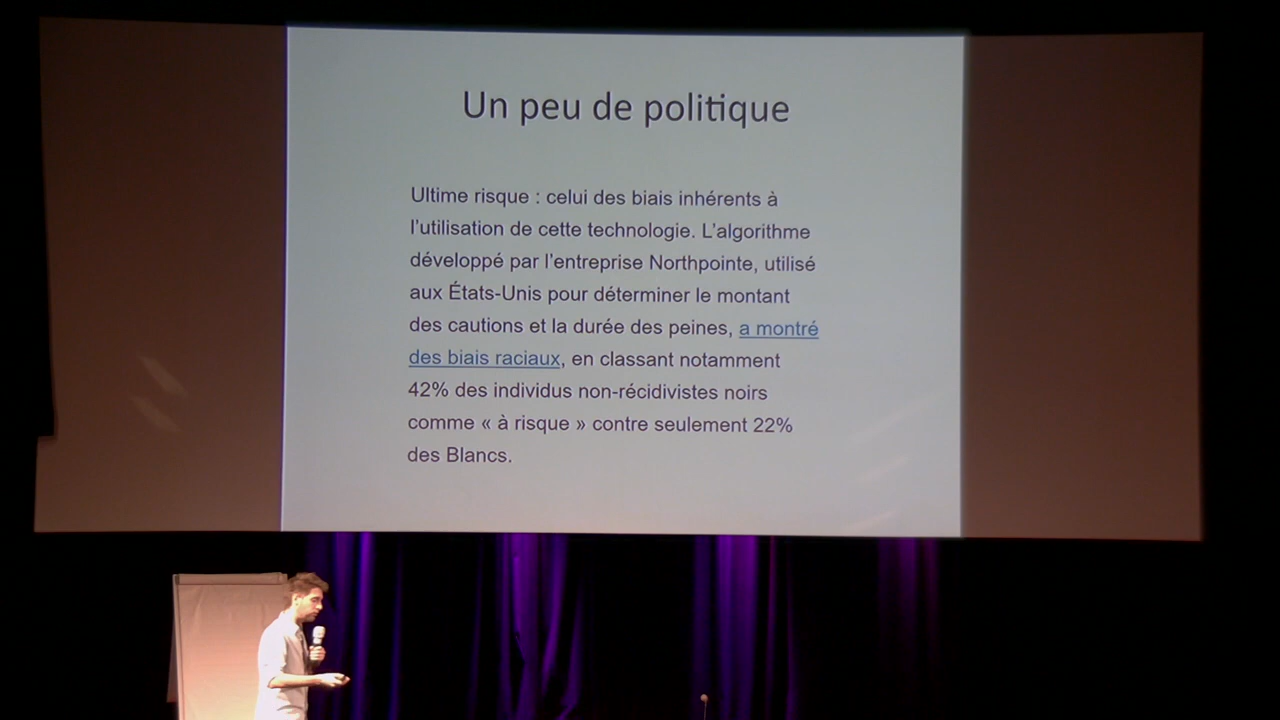 Un peu de politique
Ultime risque : celui des biais inhérents à
l'utilisation de cette technologie. L'algorithme
développé par l'entreprise Northpointe, utilisé
aux États-Unis pour déterminer le montant
des cautions et la durée des peines, a montré
des biais raciaux, en classant notamment
42% des individus non-récidivistes noirs
comme « à risque » contre seulement 22%
des Blancs.